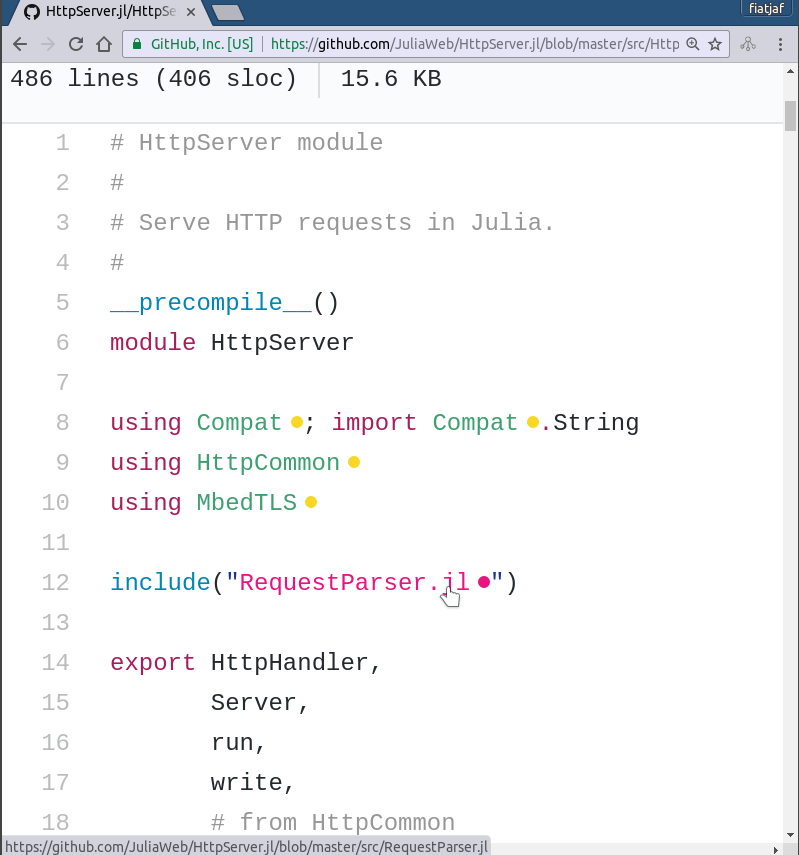 HttpServer.jl/HttpSe
fiatjaf
GitHub, Inc. [US] https://github.com/JuliaWeb/HttpServer.jl/blob/master/src/Http
486 lines (406 sloc) 15.6 KB
1 # HttpServer module
2 #
3 # Serve HTTP requests in Julia.
4 #
5 __precompile__()
6 module HttpServer
7
8 using Compat ; import Compat .String
9 using HttpCommon
10 using MbedTLS
11
12 include("RequestParser.jl ")
13
14 export HttpHandler,
15 Server,
16 run,
17 write,
18 # from HttpCommon
https://github.com/JuliaWeb/HttpServer.jl/blob/master/src/RequestParser.jl